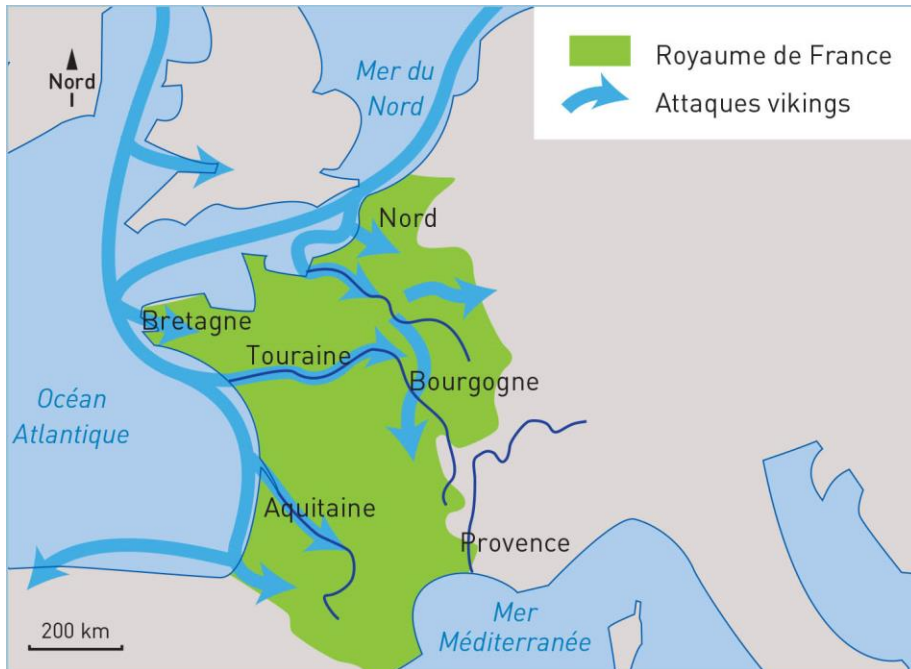 Nord
Mer du
Nord
Royaume de France
Attaques vikings
Nord
Bretagne
Touraine
Bourgogne
Océan
Atlantique
Aquitaine
Provence
Mer
Méditerranée
200 km